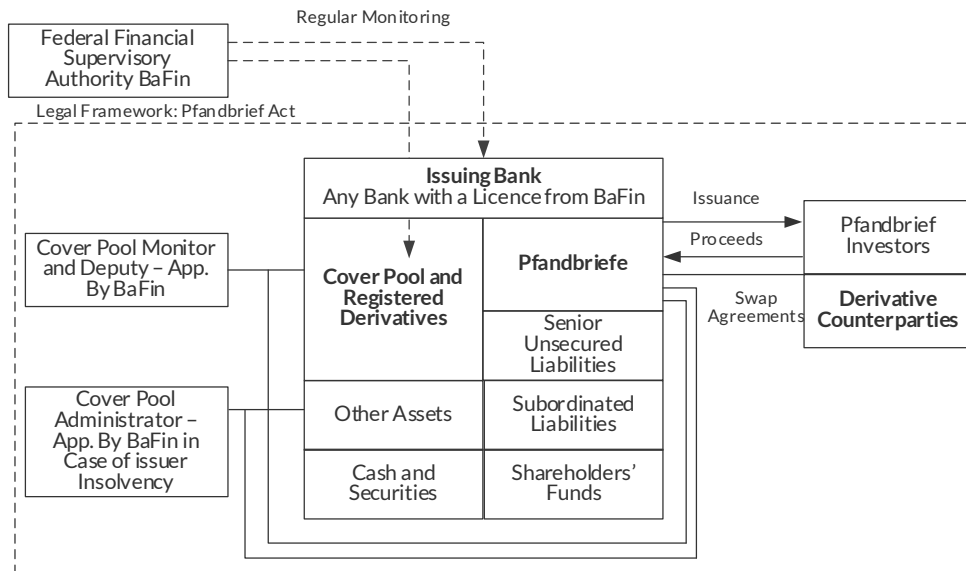 Regular Monitoring
Federal Financial
Supervisory
Authority BaFin
Legal Framework: Pfandbrief Act
Issuing Bank
Any Bank with a Licence from BaFin
Issuance
Proceeds
Pfandbrief
Investors
Cover Pool Monitor
and Deputy – App.
By BaFin
Cover Pool and
Registered
Derivatives
Pfandbriefe
Swap
Agreements
Derivative
Counterparties
Senior
Unsecured
Liabilities
Cover Pool
Administrator –
App. By BaFin in
Case of issuer
Insolvency
Other Assets
Subordinated
Liabilities
Cash and
Securities
Shareholders’
Funds